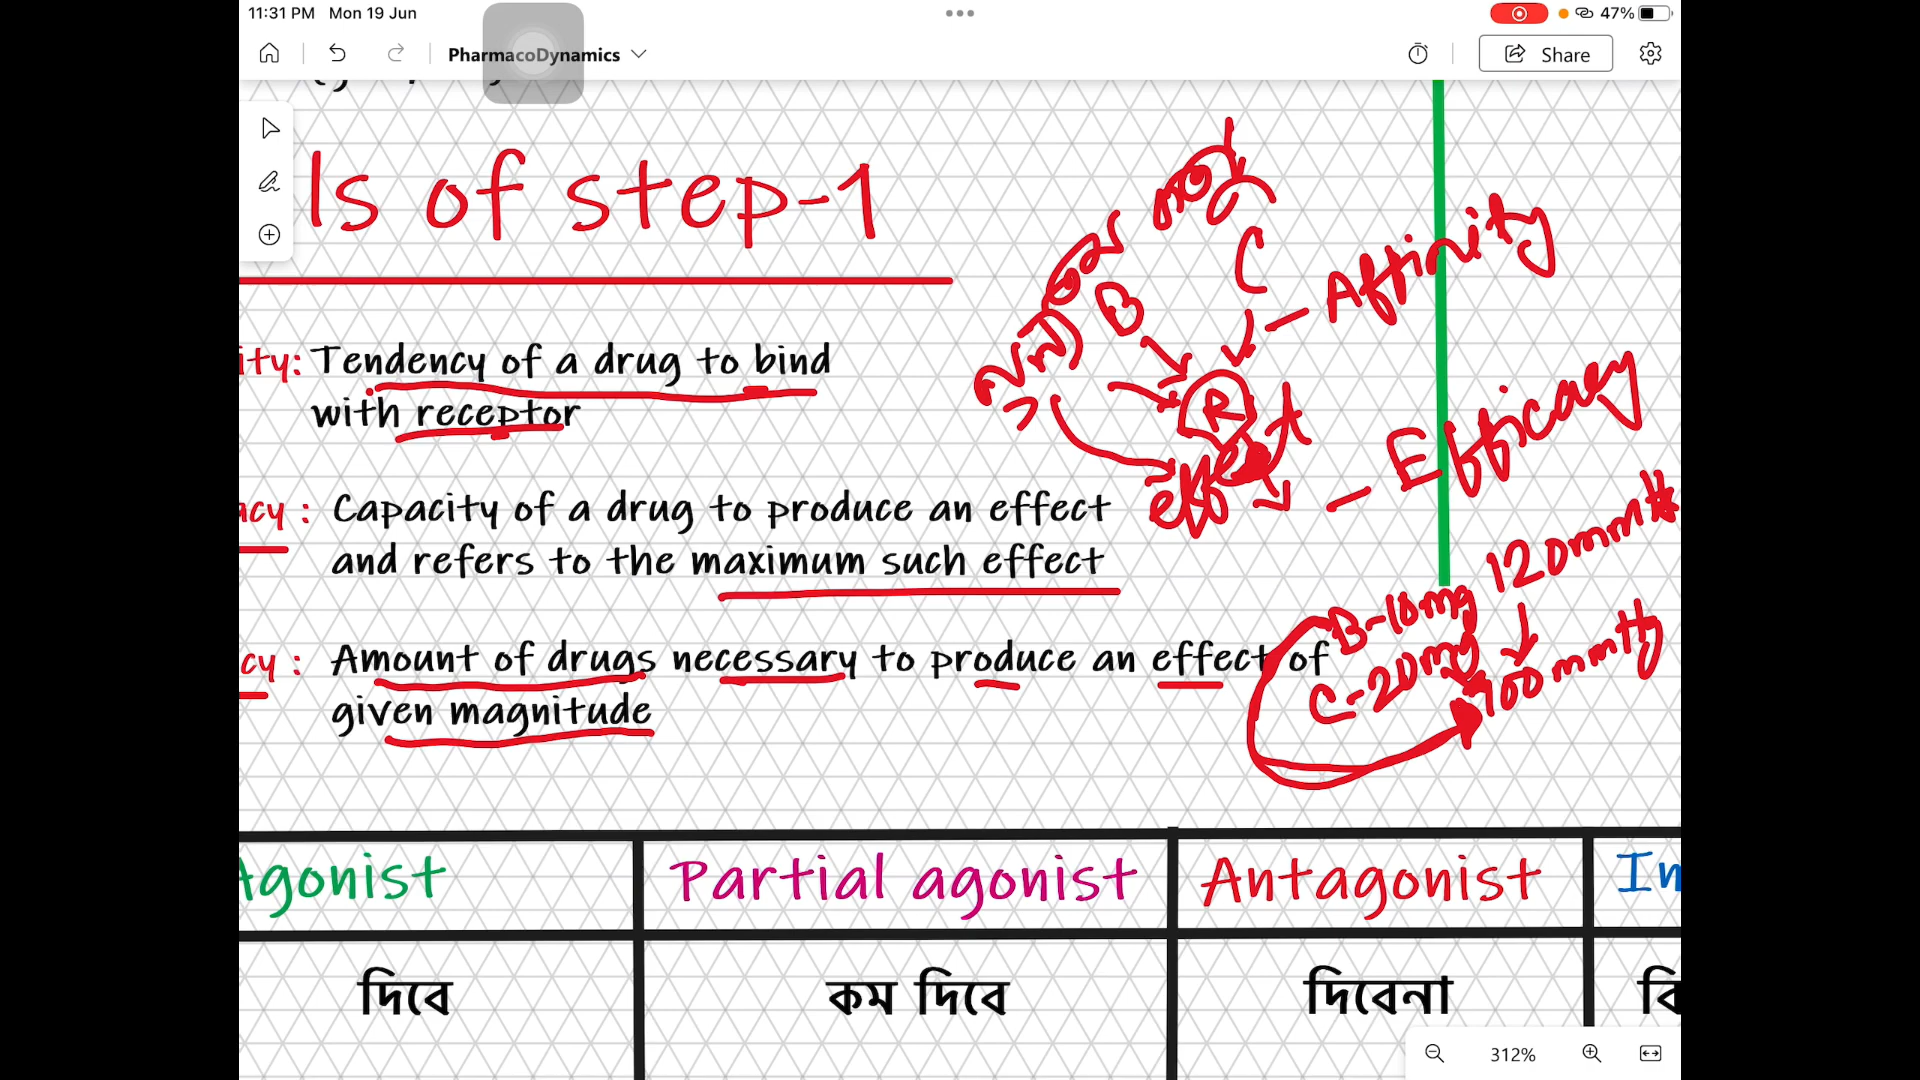 11:31 PM Mon 19 Jun
47%
PharmacoDynamics
Share
ls of step-1
ity: Tendency of a drug to bind
with receptor
acy : Capacity of a drug to produce an effect
and refers to the maximum such effect
cy : Amount of drugs necessary to produce an effect of
given magnitude
B
C
R
- Affinity
effect
- Efficacy
B-10mg
C-20mg
120mmH
100mmHg
Agonist
Partial agonist
Antagonist
In
দিবে
কম দিবে
দিবেনা
বি
312%